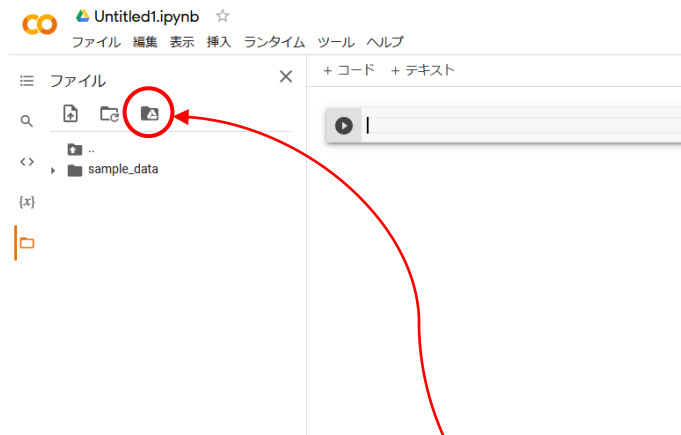 Untitled1.ipynb
ファイル 編集 表示 挿入 ランタイム ツール ヘルプ
ファイル
+ コード + テキスト
..
sample_data
{x}